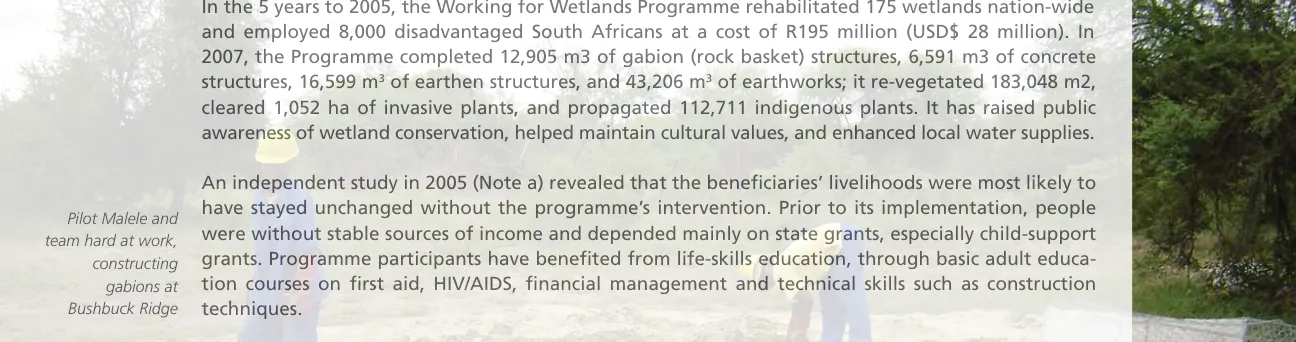 In the 5 years to 2005, the Working for Wetlands Programme rehabilitated 175 wetlands nation-wide
and employed 8,000 disadvantaged South Africans at a cost of R195 million (USD$ 28 million). In
2007, the Programme completed 12,905 m3 of gabion (rock basket) structures, 6,591 m3 of concrete
structures, 16,599 m³ of earthen structures, and 43,206 m³ of earthworks; it re-vegetated 183,048 m2,
cleared 1,052 ha of invasive plants, and propagated 112,711 indigenous plants. It has raised public
awareness of wetland conservation, helped maintain cultural values, and enhanced local water supplies.
An independent study in 2005 (Note a) revealed that the beneficiaries’ livelihoods were most likely to
have stayed unchanged without the programme’s intervention. Prior to its implementation, people
were without stable sources of income and depended mainly on state grants, especially child-support
grants. Programme participants have benefited from life-skills education, through basic adult educa-
tion courses on first aid, HIV/AIDS, financial management and technical skills such as construction
techniques.
Pilot Malele and
team hard at work,
constructing
gabions at
Bushbuck Ridge